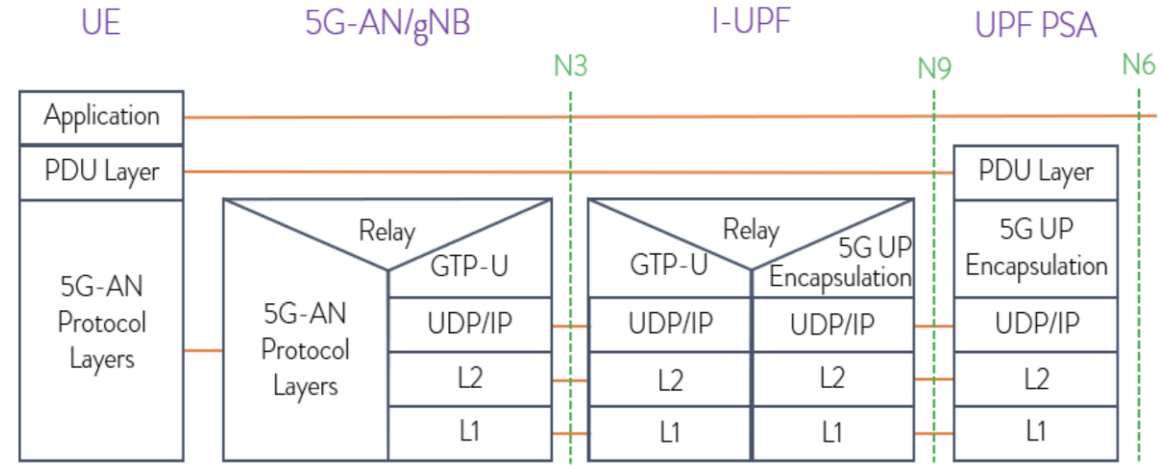 UE
5G-AN/gNB
I-UPF
UPF PSA
N3
N9
N6
Application
PDU Layer
PDU Layer
Relay
Relay
5G-AN
Protocol
Layers
5G-AN
Protocol
Layers
GTP-U
UDP/IP
L2
L1
GTP-U
UDP/IP
L2
L1
5G UP
Encapsulation
UDP/IP
L2
L1
5G UP
Encapsulation
UDP/IP
L2
L1